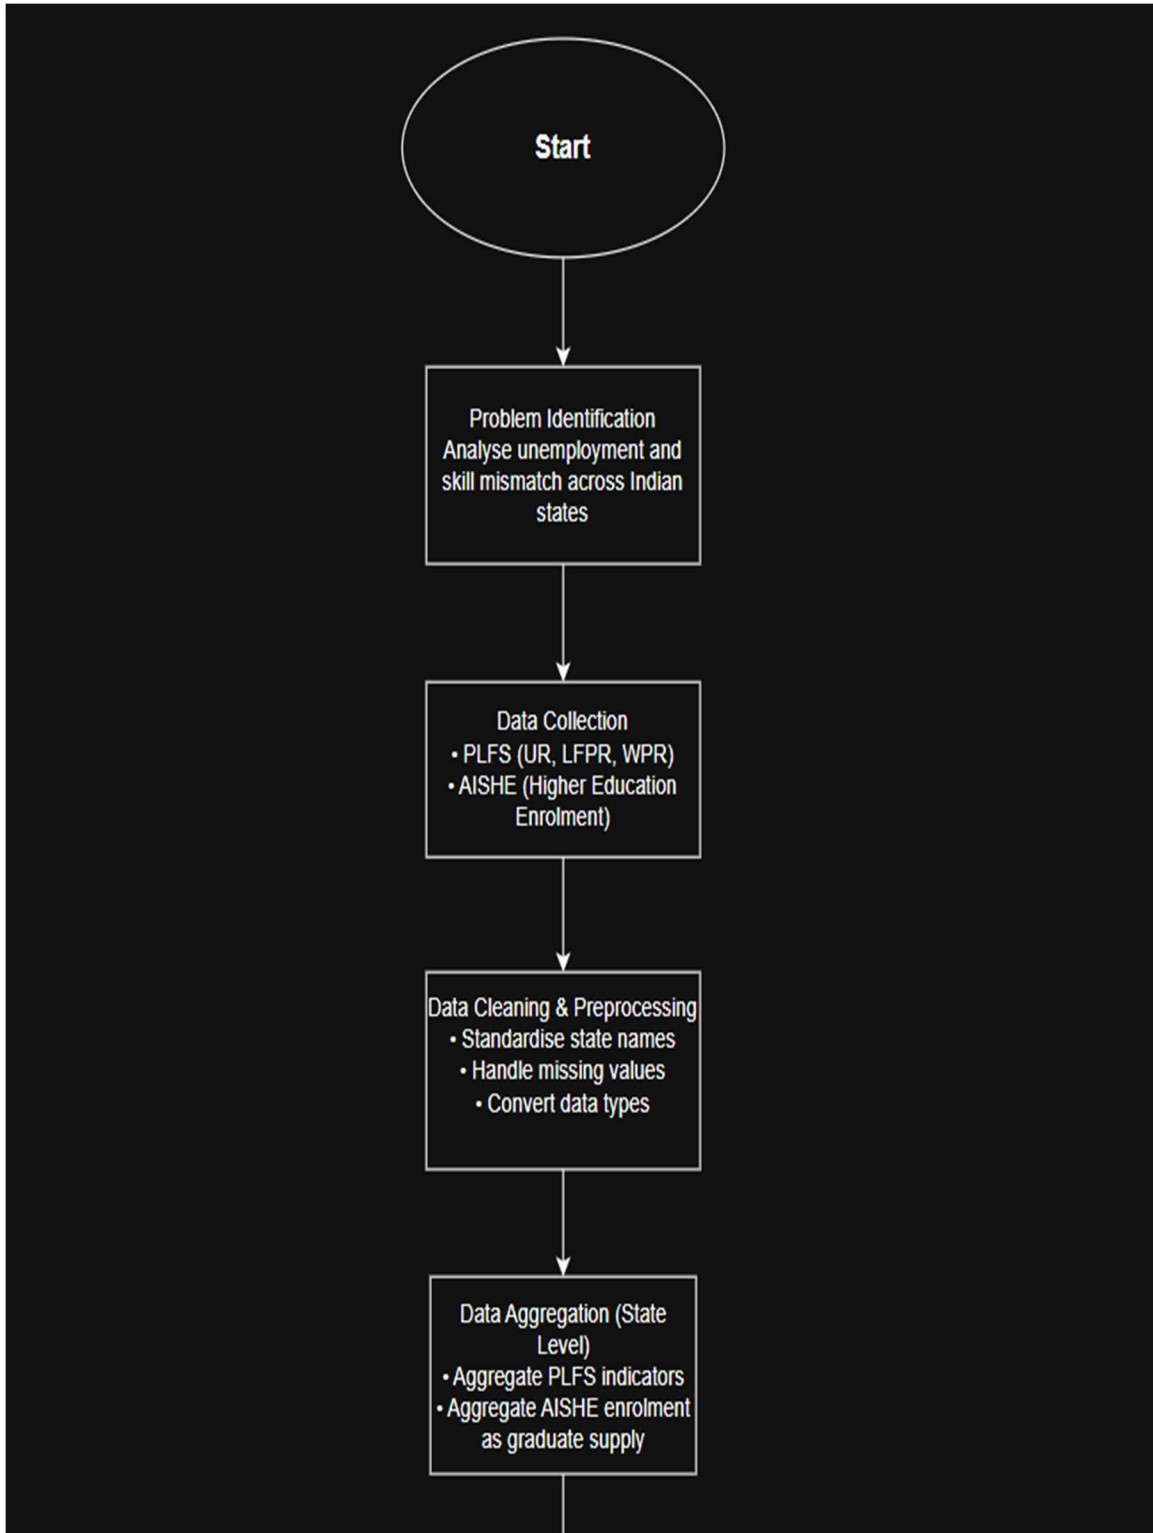 Start
Problem Identification
Analyse unemployment and
skill mismatch across Indian
states
Data Collection
• PLFS (UR, LFPR, WPR)
• AISHE (Higher Education
Enrolment)
Data Cleaning & Preprocessing
• Standardise state names
• Handle missing values
• Convert data types
Data Aggregation (State
Level)
• Aggregate PLFS indicators
• Aggregate AISHE enrolment
as graduate supply